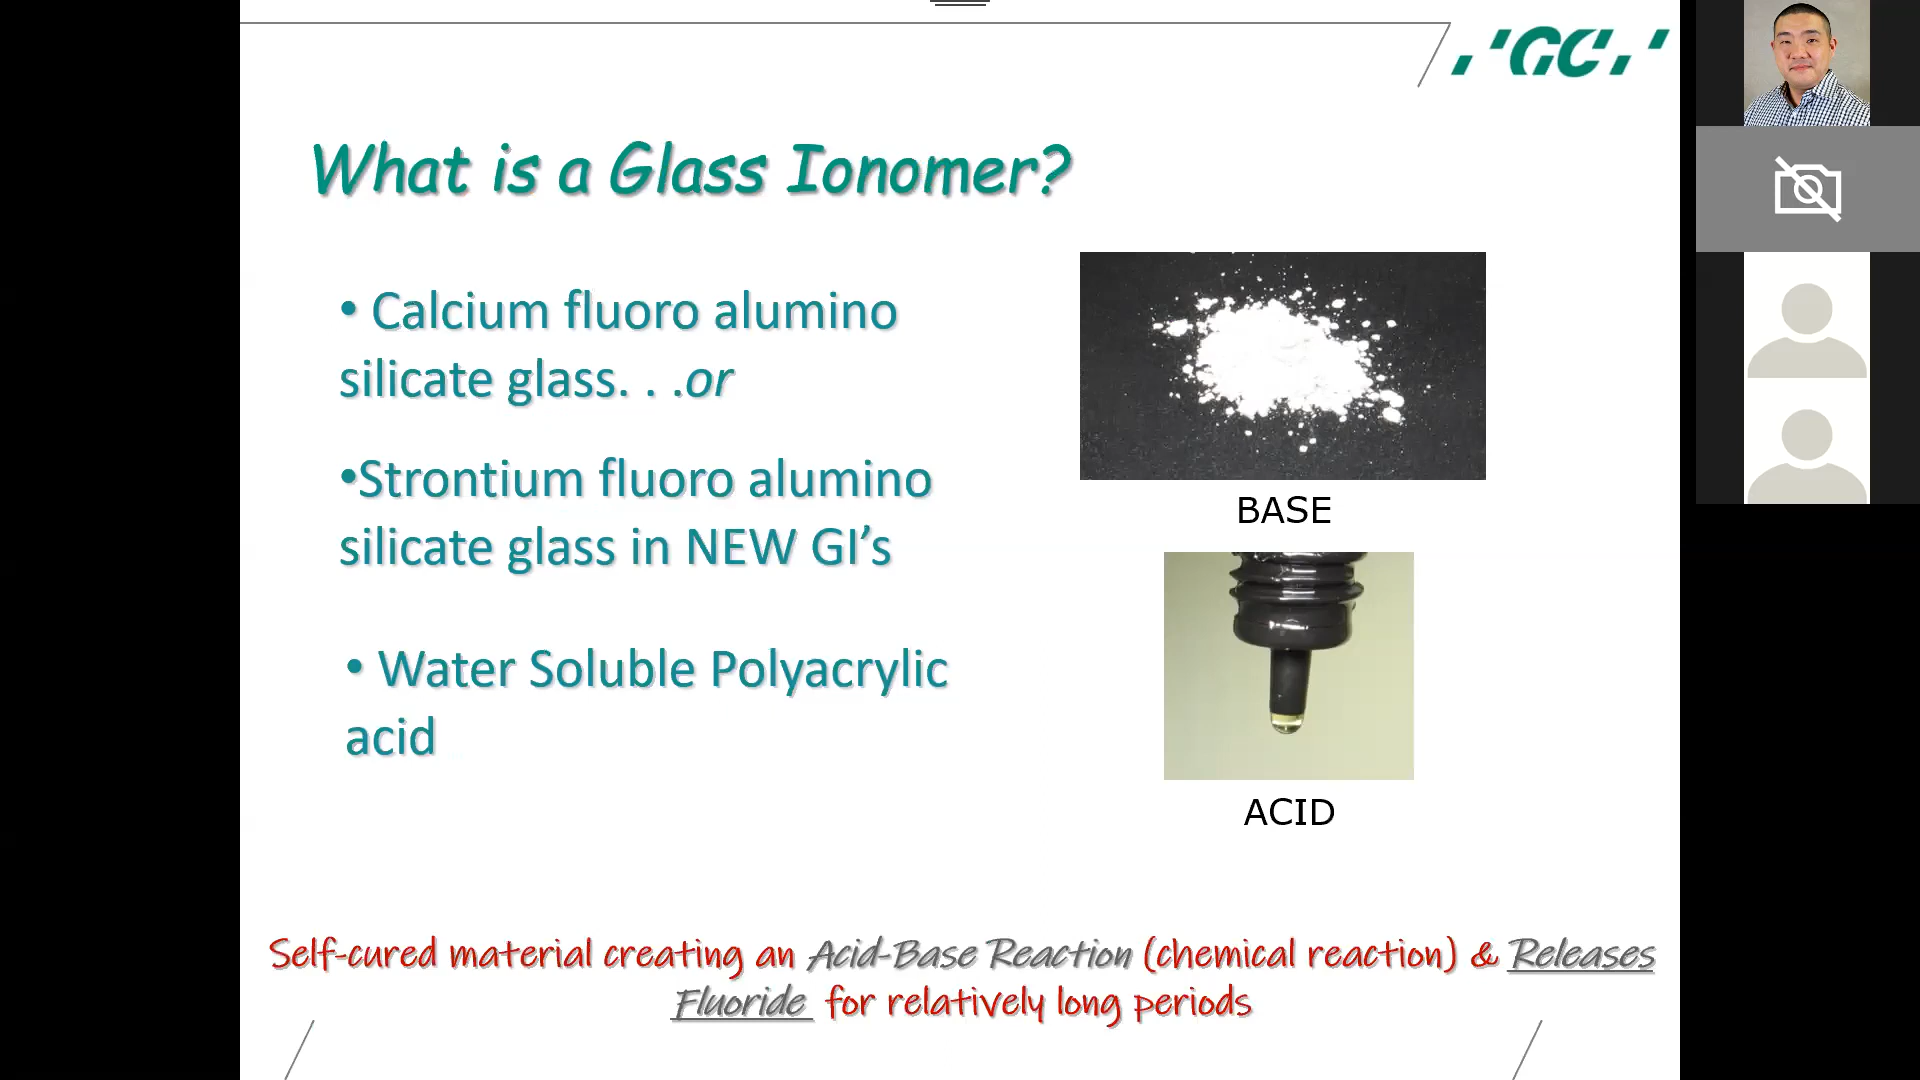 GC
What is a Glass Ionomer?
• Calcium fluoro alumino
silicate glass. . .or
•Strontium fluoro alumino
silicate glass in NEW GI’s
• Water Soluble Polyacrylic
acid
BASE
ACID
Self-cured material creating an Acid-Base Reaction (chemical reaction) & Releases
Fluoride for relatively long periods